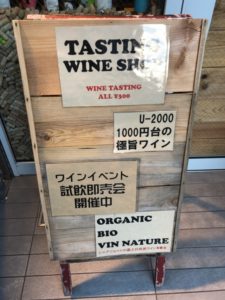 TASTING
WINE SHOP
WINE TASTING
ALL ¥300
U-2000
1000円台の
極旨ワイン
ワインイベント
試飲即売会
開催中
ORGANIC
BIO
VIN NATURE